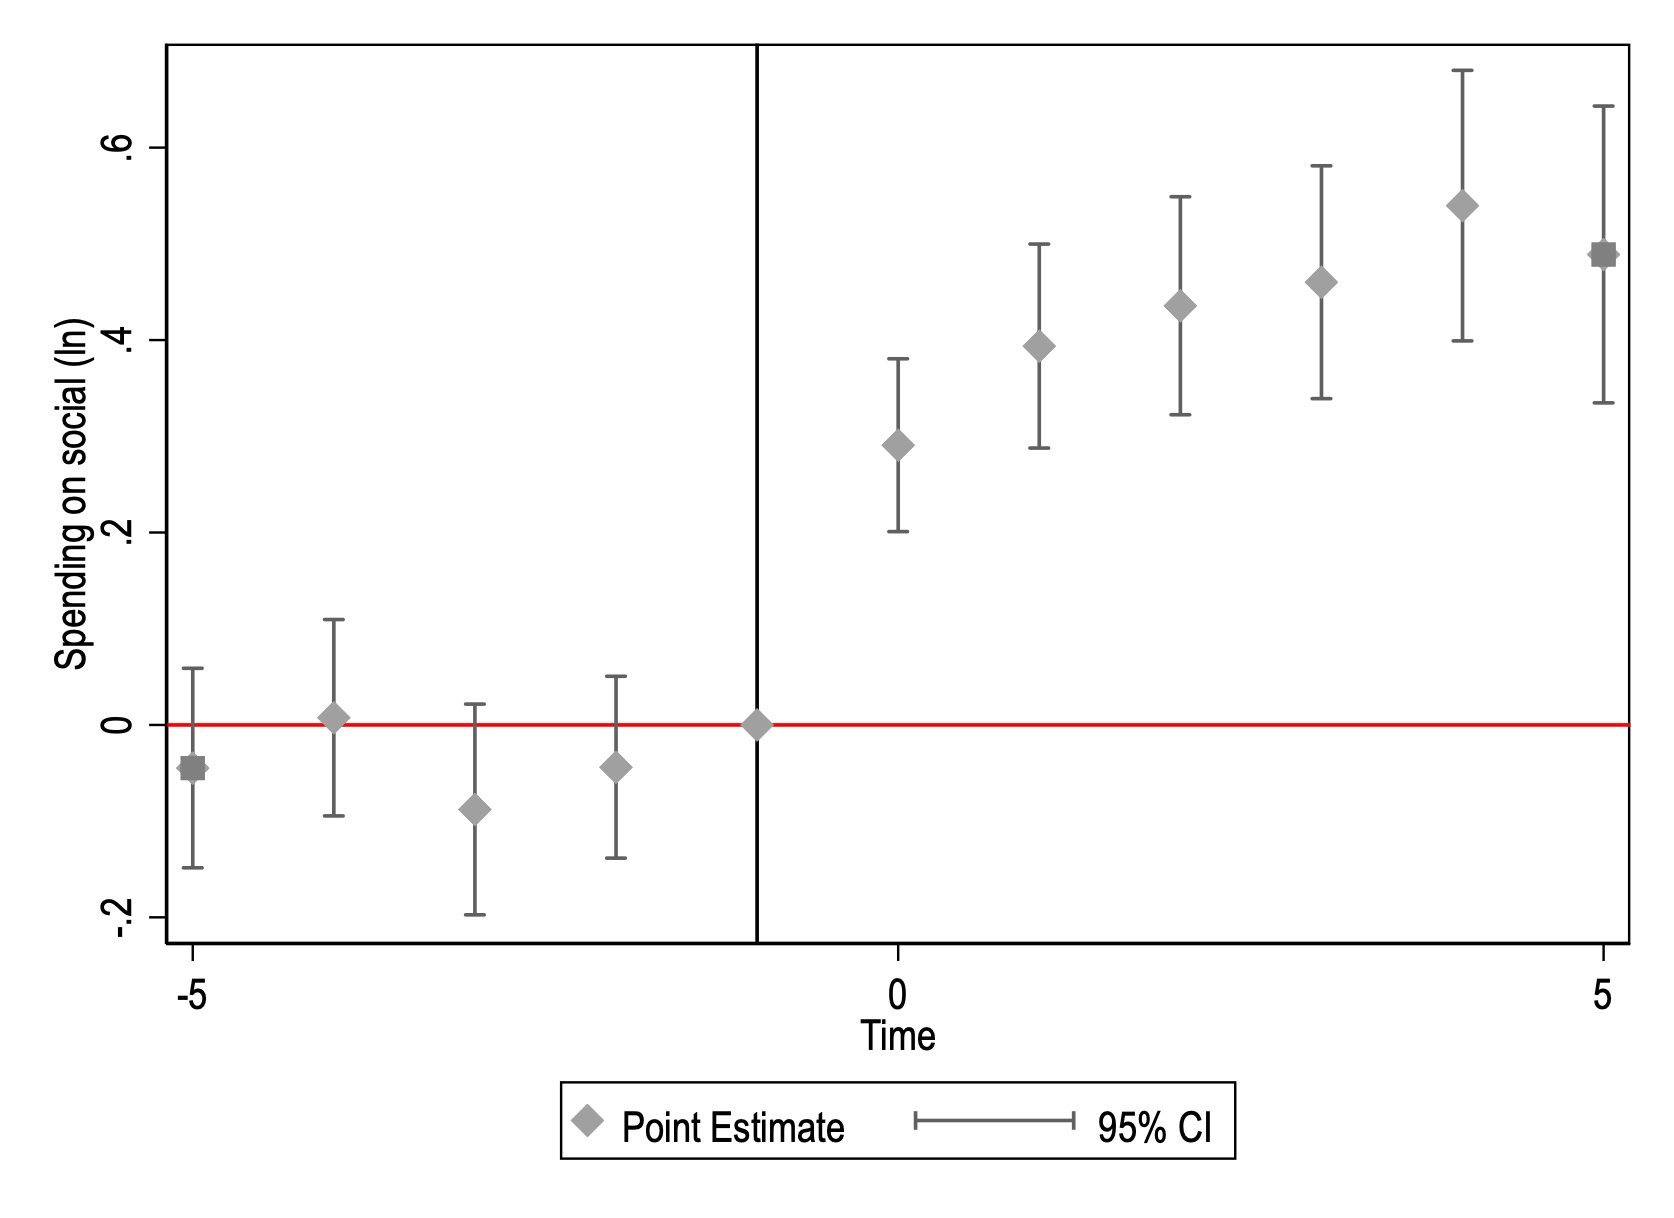 Spending on social (ln)
.6
.4
.2
0
-.2
-5
0
5
Time
Point Estimate
95% CI